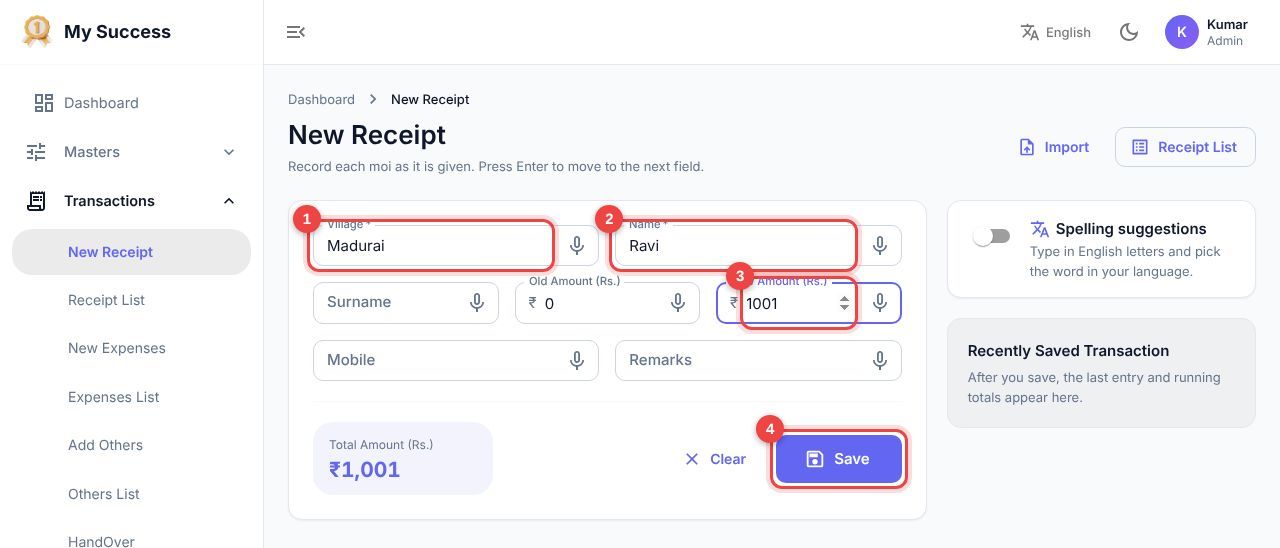 My Success
English
K
Kumar
Admin
Dashboard
Masters
Transactions
New Receipt
Receipt List
New Expenses
Expenses List
Add Others
Others List
HandOver
Dashboard > New Receipt
New Receipt
Record each moi as it is given. Press Enter to move to the next field.
Import
Receipt List
1
Village *
Madurai
2
Name *
Ravi
Surname
Old Amount (Rs.)
₹ 0
3
Amount (Rs.)
₹ 1001
Mobile
Remarks
Total Amount (Rs.)
₹1,001
Clear
4
Save
Spelling suggestions
Type in English letters and pick
the word in your language.
Recently Saved Transaction
After you save, the last entry and running
totals appear here.